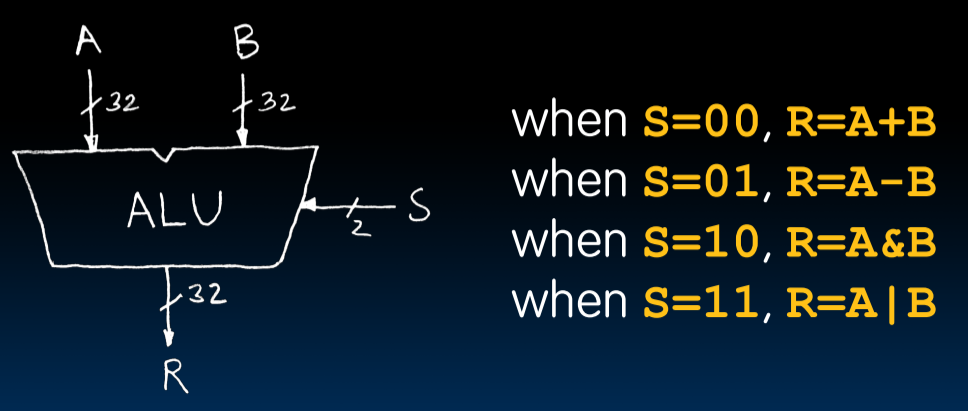 A
B
32
32
ALU
S
2
32
R
when S=00, R=A+B
when S=01, R=A-B
when S=10, R=A&B
when S=11, R=A|B